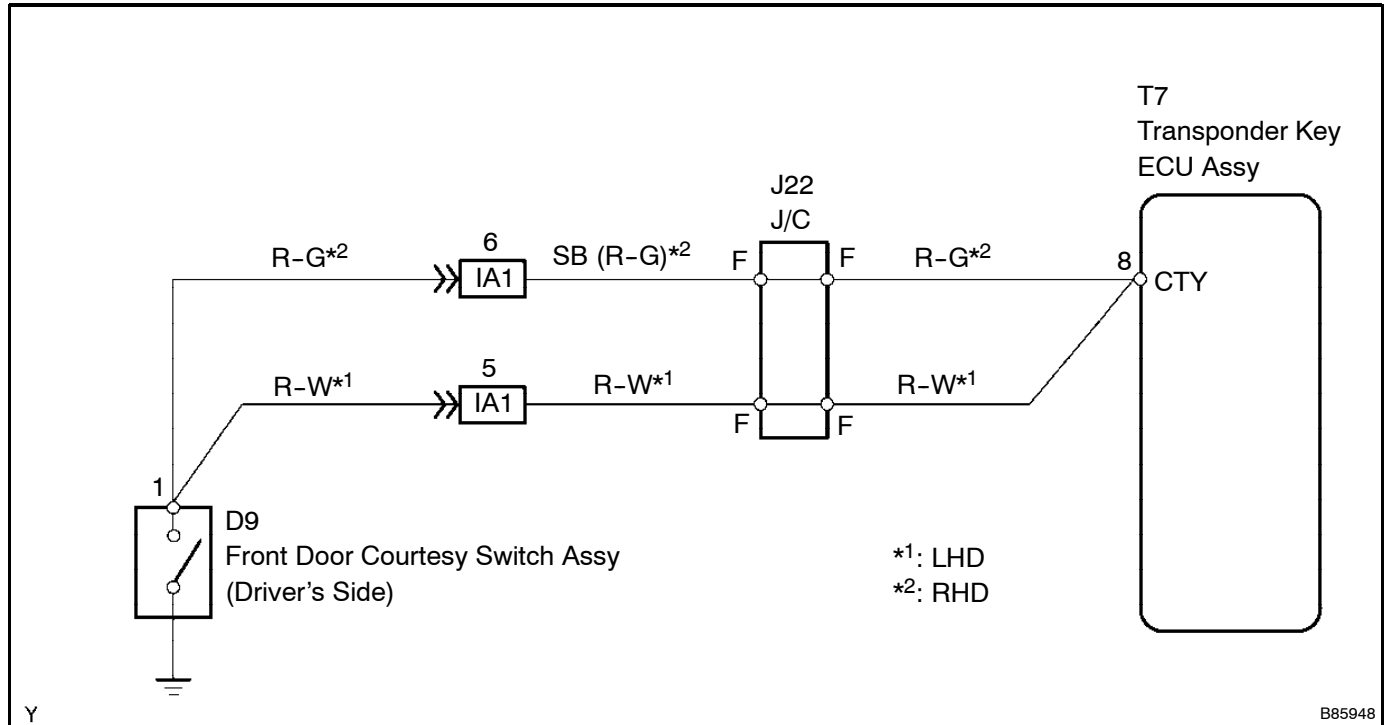 T7
Transponder Key
ECU Assy
J22
J/C
R-G*2
6
IA1
SB (R-G)*2
F
F
R-G*2
8
CTY
R-W*1
5
IA1
R-W*1
F
F
R-W*1
1
D9
Front Door Courtesy Switch Assy
(Driver's Side)
*1: LHD
*2: RHD
Y
B85948